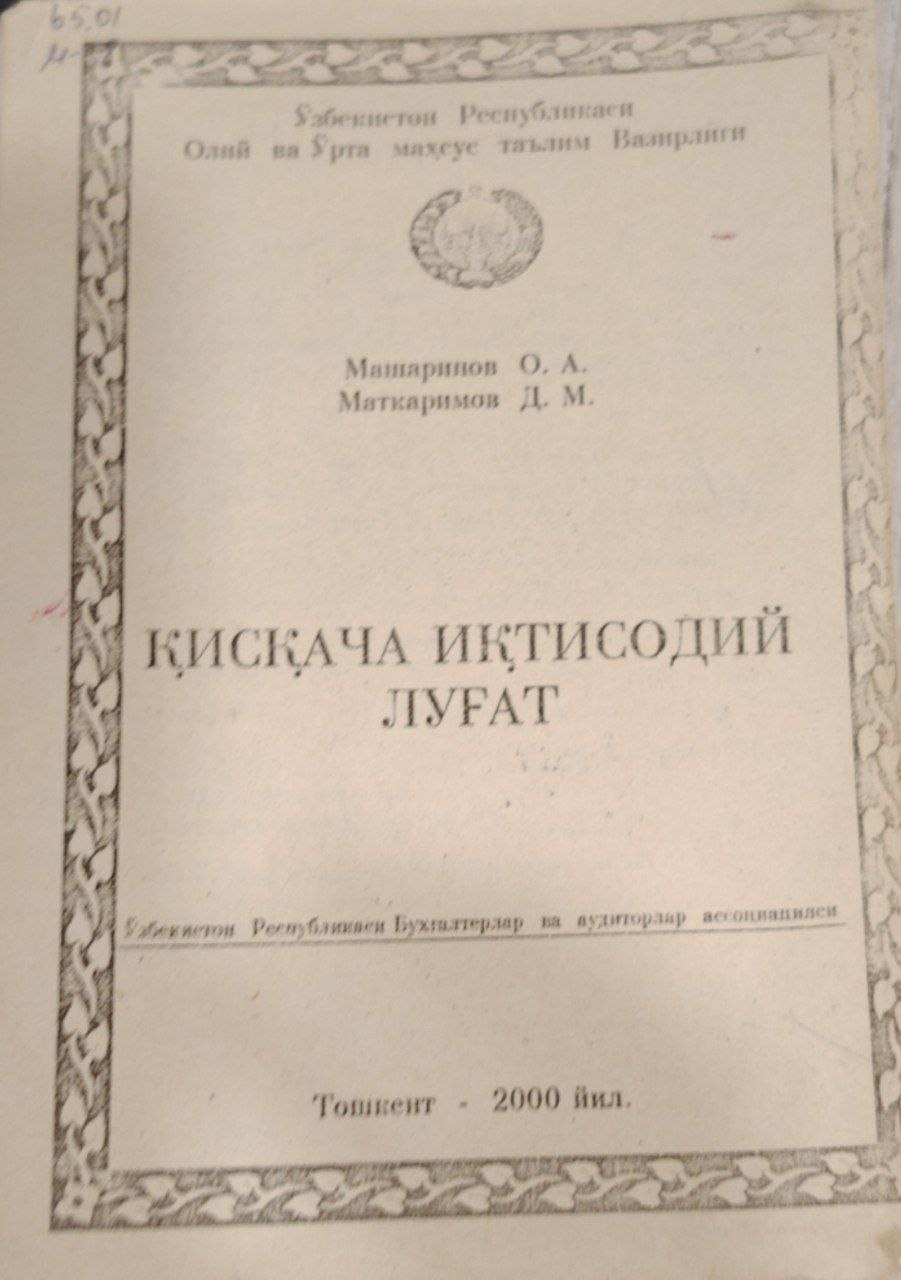 65.01
Ўзбекистон Республикаси
Олий ва Ўрта махсус таълим Вазирлиги
Машарипов О. А.
Маткаримов Д. М.
ҚИСҚАЧА ИҚТИСОДИЙ
ЛУҒАТ
Ўзбекистон Республикаси Бухгалтерлар ва аудиторлар ассоциацияси
Тошкент - 2000 йил.